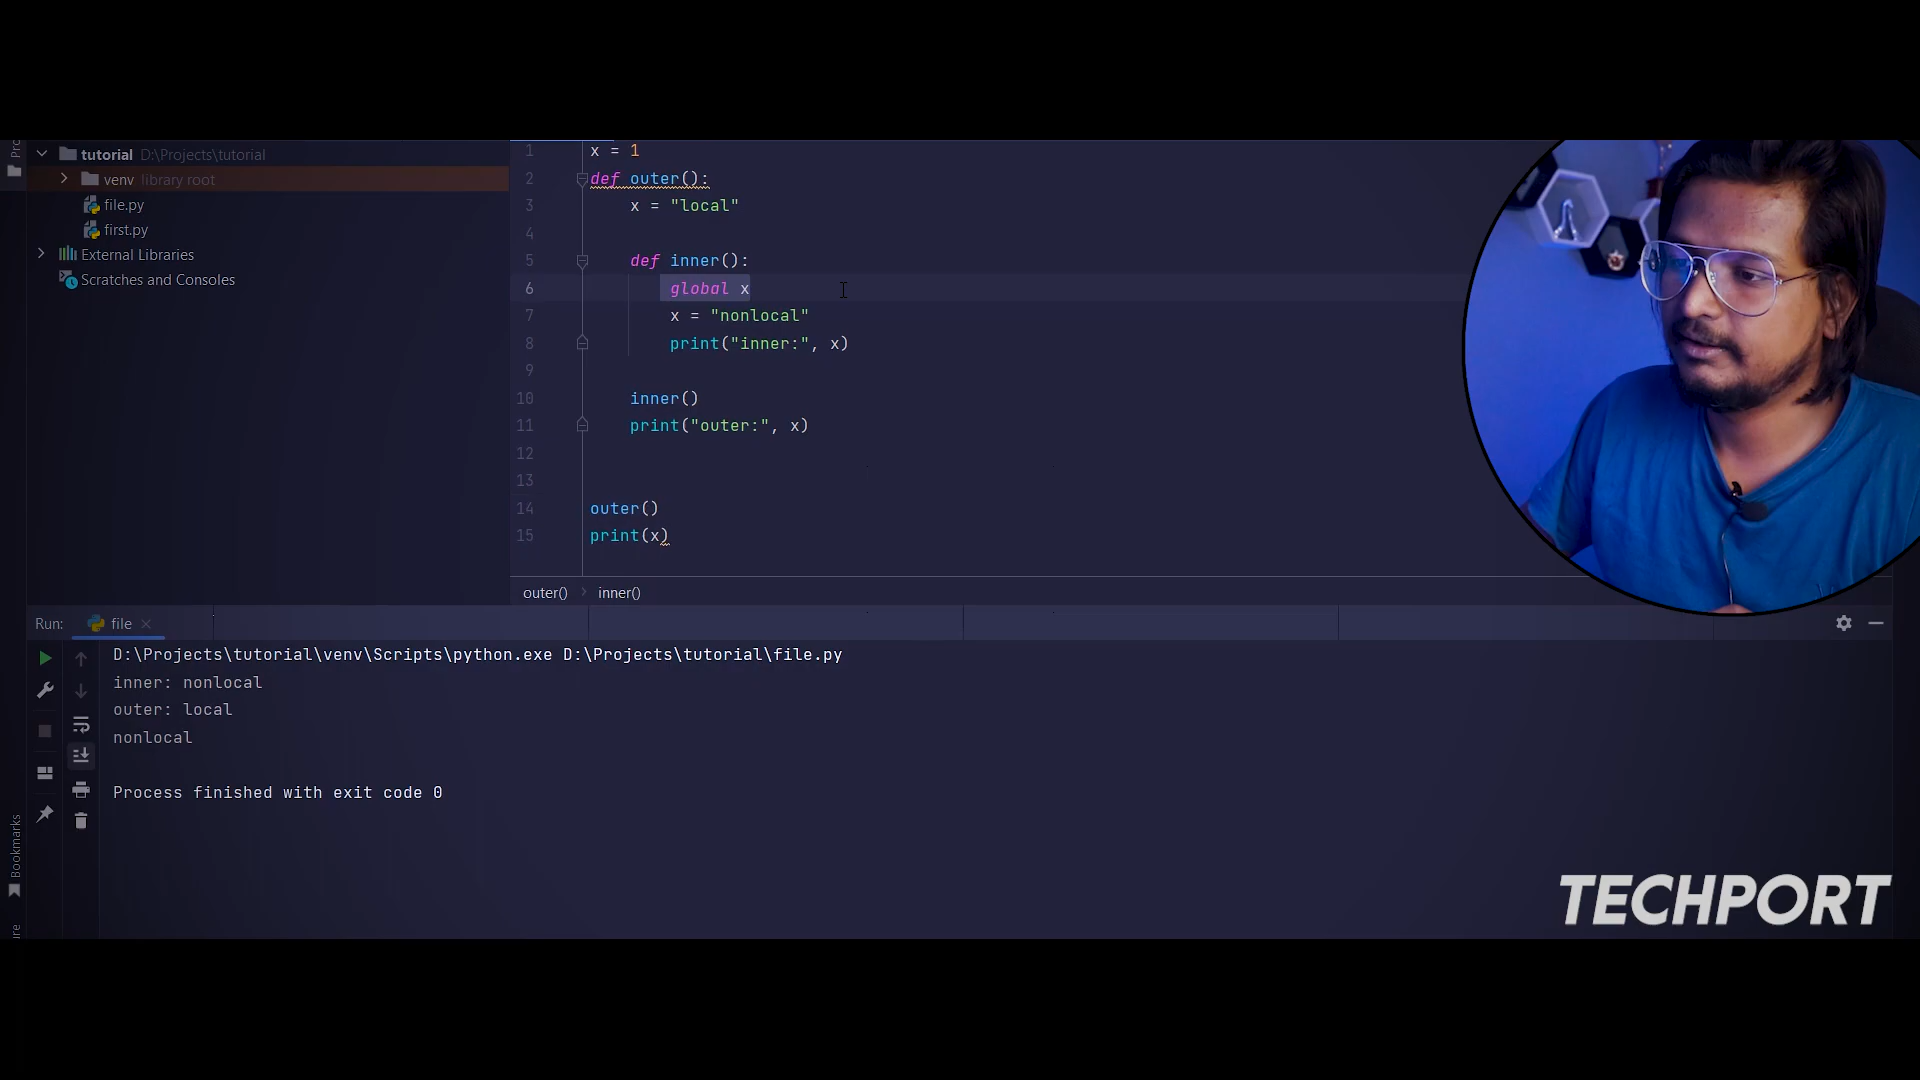 Pro
tutorial D:\Projects\tutorial
venv library root
file.py
first.py
External Libraries
Scratches and Consoles
1 x = 1
2 def outer():
3 x = "local"
4
5 def inner():
6 global x
7 x = "nonlocal"
8 print("inner:", x)
9
10 inner()
11 print("outer:", x)
12
13
14 outer()
15 print(x)
outer() inner()
Run: file
D:\Projects\tutorial\venv\Scripts\python.exe D:\Projects\tutorial\file.py
inner: nonlocal
outer: local
nonlocal
Process finished with exit code 0
Bookmarks
ure
TECHPORT